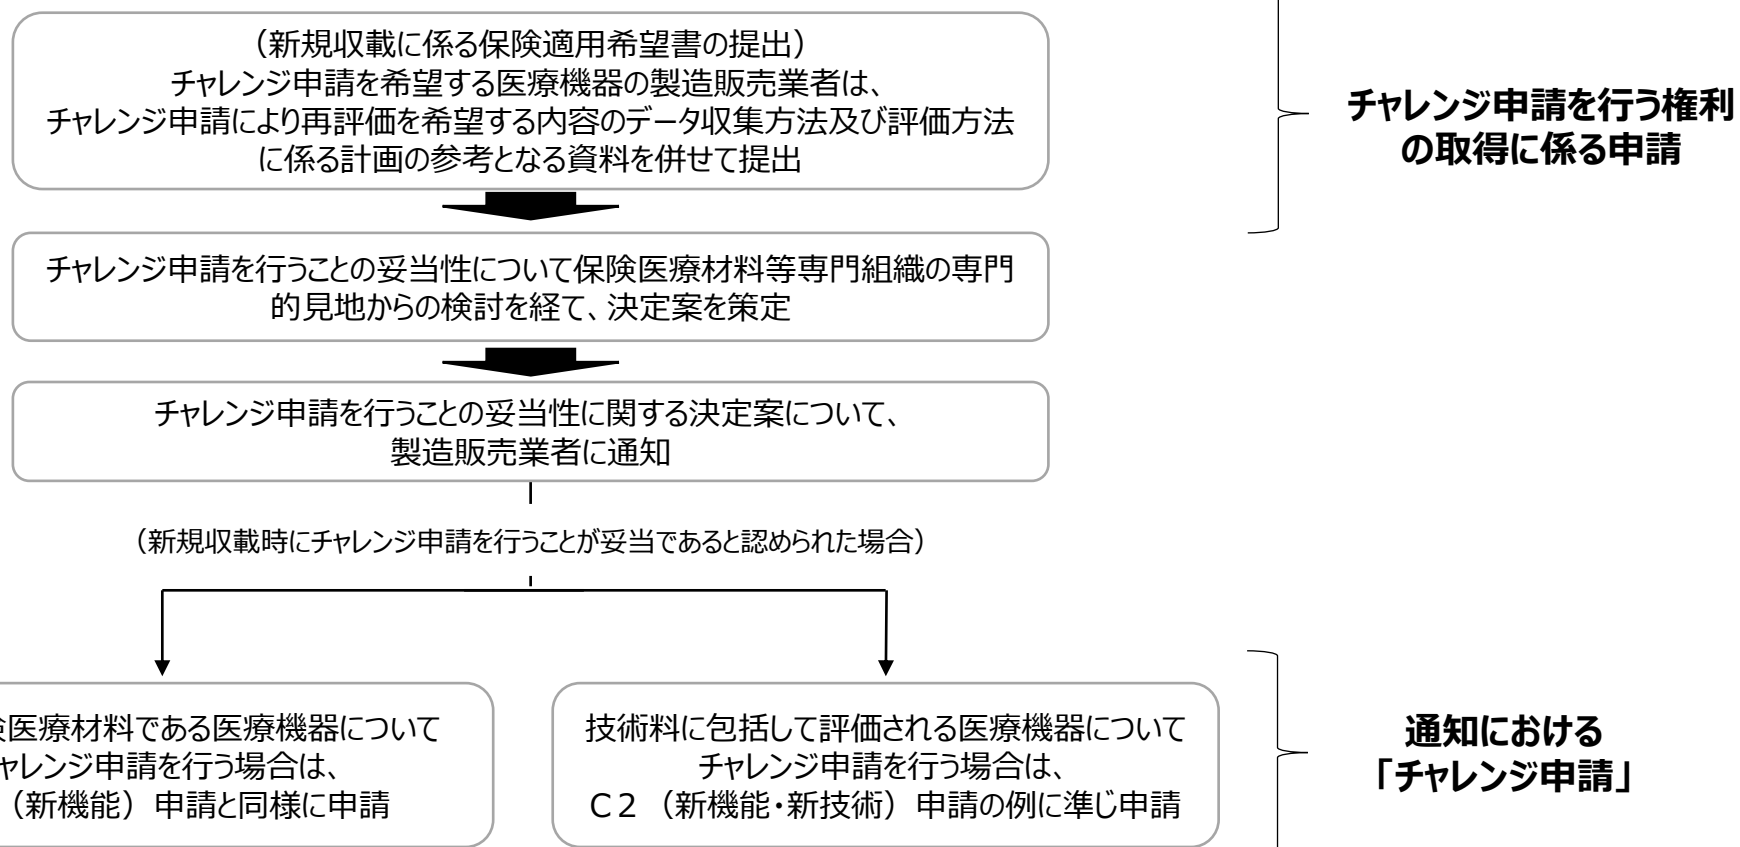 （新規収載に係る保険適用希望書の提出）
チャレンジ申請を希望する医療機器の製造販売業者は、
チャレンジ申請により再評価を希望する内容のデータ収集方法及び評価方法
に係る計画の参考となる資料を併せて提出
チャレンジ申請を行う権利
の取得に係る申請
チャレンジ申請を行うことの妥当性について保険医療材料等専門組織の専門
的見地からの検討を経て、決定案を策定
チャレンジ申請を行うことの妥当性に関する決定案について、
製造販売業者に通知
（新規収載時にチャレンジ申請を行うことが妥当であると認められた場合）
医療材料である医療機器について
ャレンジ申請を行う場合は、
（新機能）申請と同様に申請
技術料に包括して評価される医療機器について
チャレンジ申請を行う場合は、
Ｃ２（新機能・新技術）申請の例に準じ申請
通知における
「チャレンジ申請」